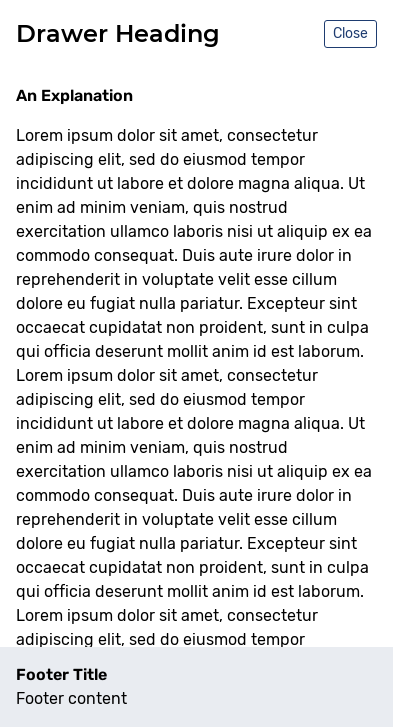 Drawer Heading
Close
An Explanation
Lorem ipsum dolor sit amet, consectetur
adipiscing elit, sed do eiusmod tempor
incididunt ut labore et dolore magna aliqua. Ut
enim ad minim veniam, quis nostrud
exercitation ullamco laboris nisi ut aliquip ex ea
commodo consequat. Duis aute irure dolor in
reprehenderit in voluptate velit esse cillum
dolore eu fugiat nulla pariatur. Excepteur sint
occaecat cupidatat non proident, sunt in culpa
qui officia deserunt mollit anim id est laborum.
Lorem ipsum dolor sit amet, consectetur
adipiscing elit, sed do eiusmod tempor
incididunt ut labore et dolore magna aliqua. Ut
enim ad minim veniam, quis nostrud
exercitation ullamco laboris nisi ut aliquip ex ea
commodo consequat. Duis aute irure dolor in
reprehenderit in voluptate velit esse cillum
dolore eu fugiat nulla pariatur. Excepteur sint
occaecat cupidatat non proident, sunt in culpa
qui officia deserunt mollit anim id est laborum.
Lorem ipsum dolor sit amet, consectetur
adipiscing elit, sed do eiusmod tempor
Footer Title
Footer content